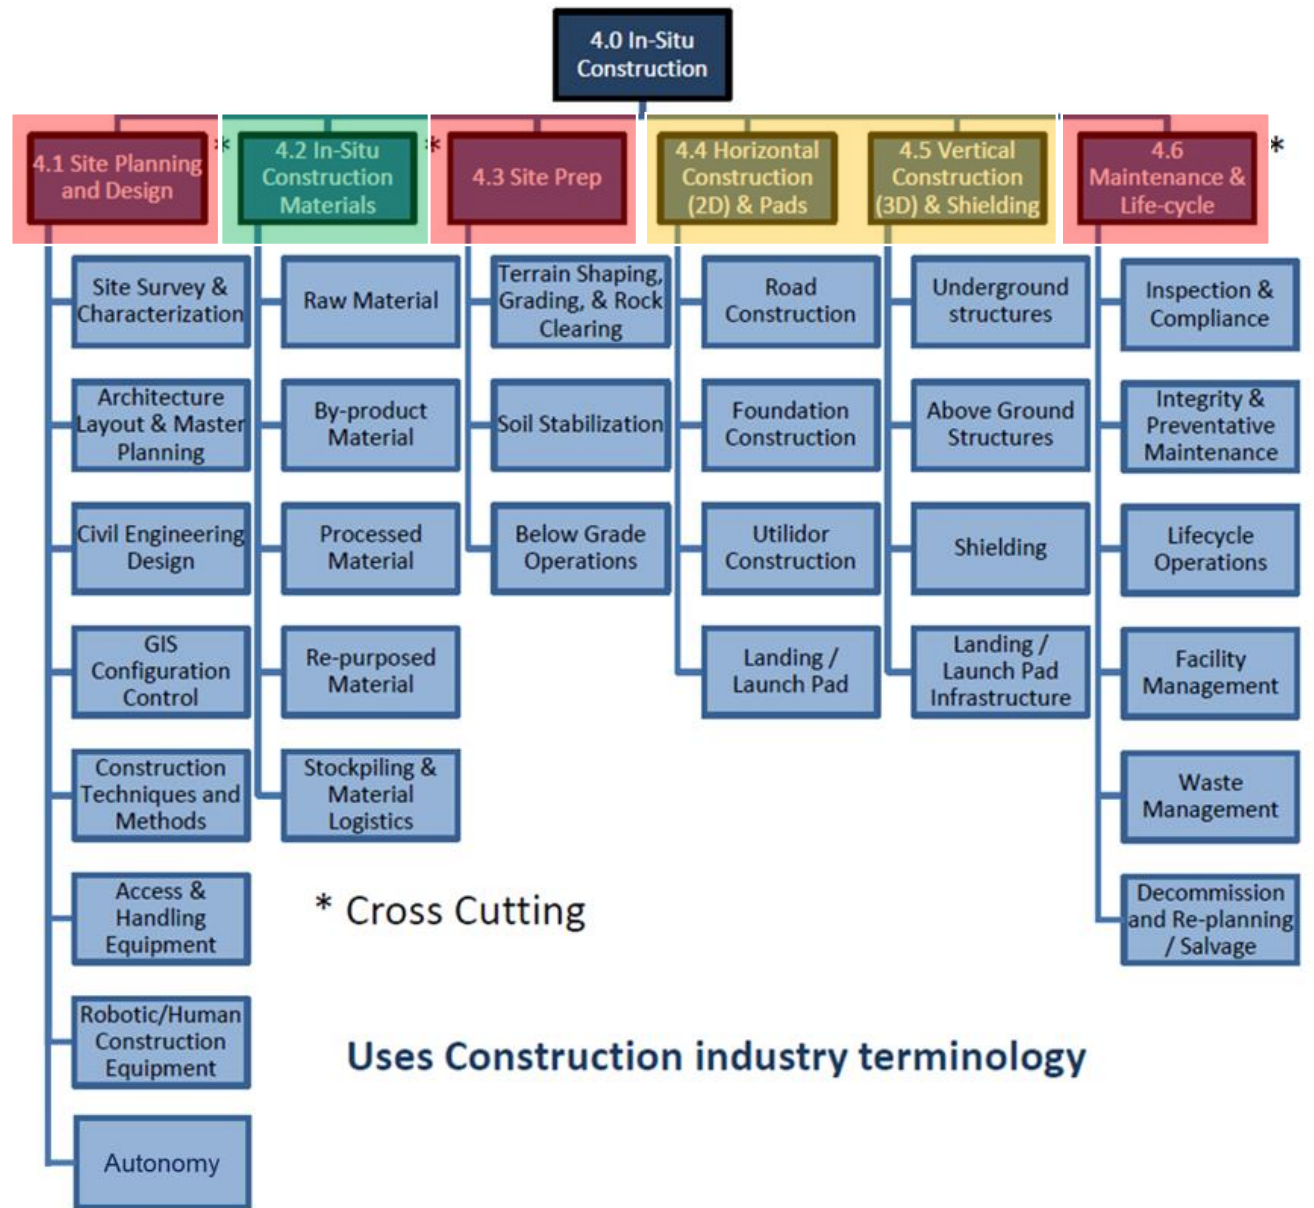 4.0 In-Situ
Construction
4.1 Site Planning
and Design
*
4.2 In-Situ
Construction
Materials
*
4.3 Site Prep
4.4 Horizontal
Construction
(2D) & Pads
4.5 Vertical
Construction
(3D) & Shielding
4.6
Maintenance &
Life-cycle
*
Site Survey &
Characterization
Architecture
Layout & Master
Planning
Civil Engineering
Design
GIS
Configuration
Control
Construction
Techniques and
Methods
Access &
Handling
Equipment
Robotic/Human
Construction
Equipment
Autonomy
Raw Material
By-product
Material
Processed
Material
Re-purposed
Material
Stockpiling &
Material
Logistics
Terrain Shaping,
Grading, & Rock
Clearing
Soil Stabilization
Below Grade
Operations
Road
Construction
Foundation
Construction
Utilidor
Construction
Landing /
Launch Pad
Underground
structures
Above Ground
Structures
Shielding
Landing /
Launch Pad
Infrastructure
Inspection &
Compliance
Integrity &
Preventative
Maintenance
Lifecycle
Operations
Facility
Management
Waste
Management
Decommission
and Re-planning
/ Salvage
* Cross Cutting
Uses Construction industry terminology